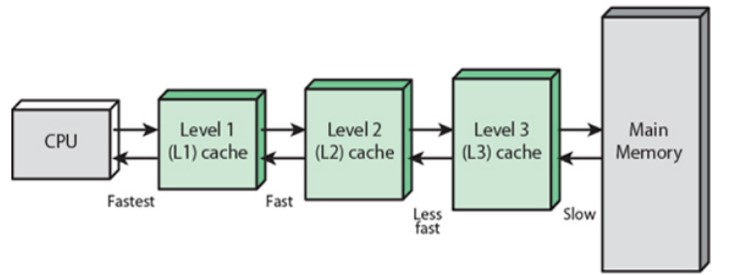 CPU
Level 1
(L1) cache
Level 2
(L2) cache
Level 3
(L3) cache
Main
Memory
Fastest
Fast
Less
fast
Slow